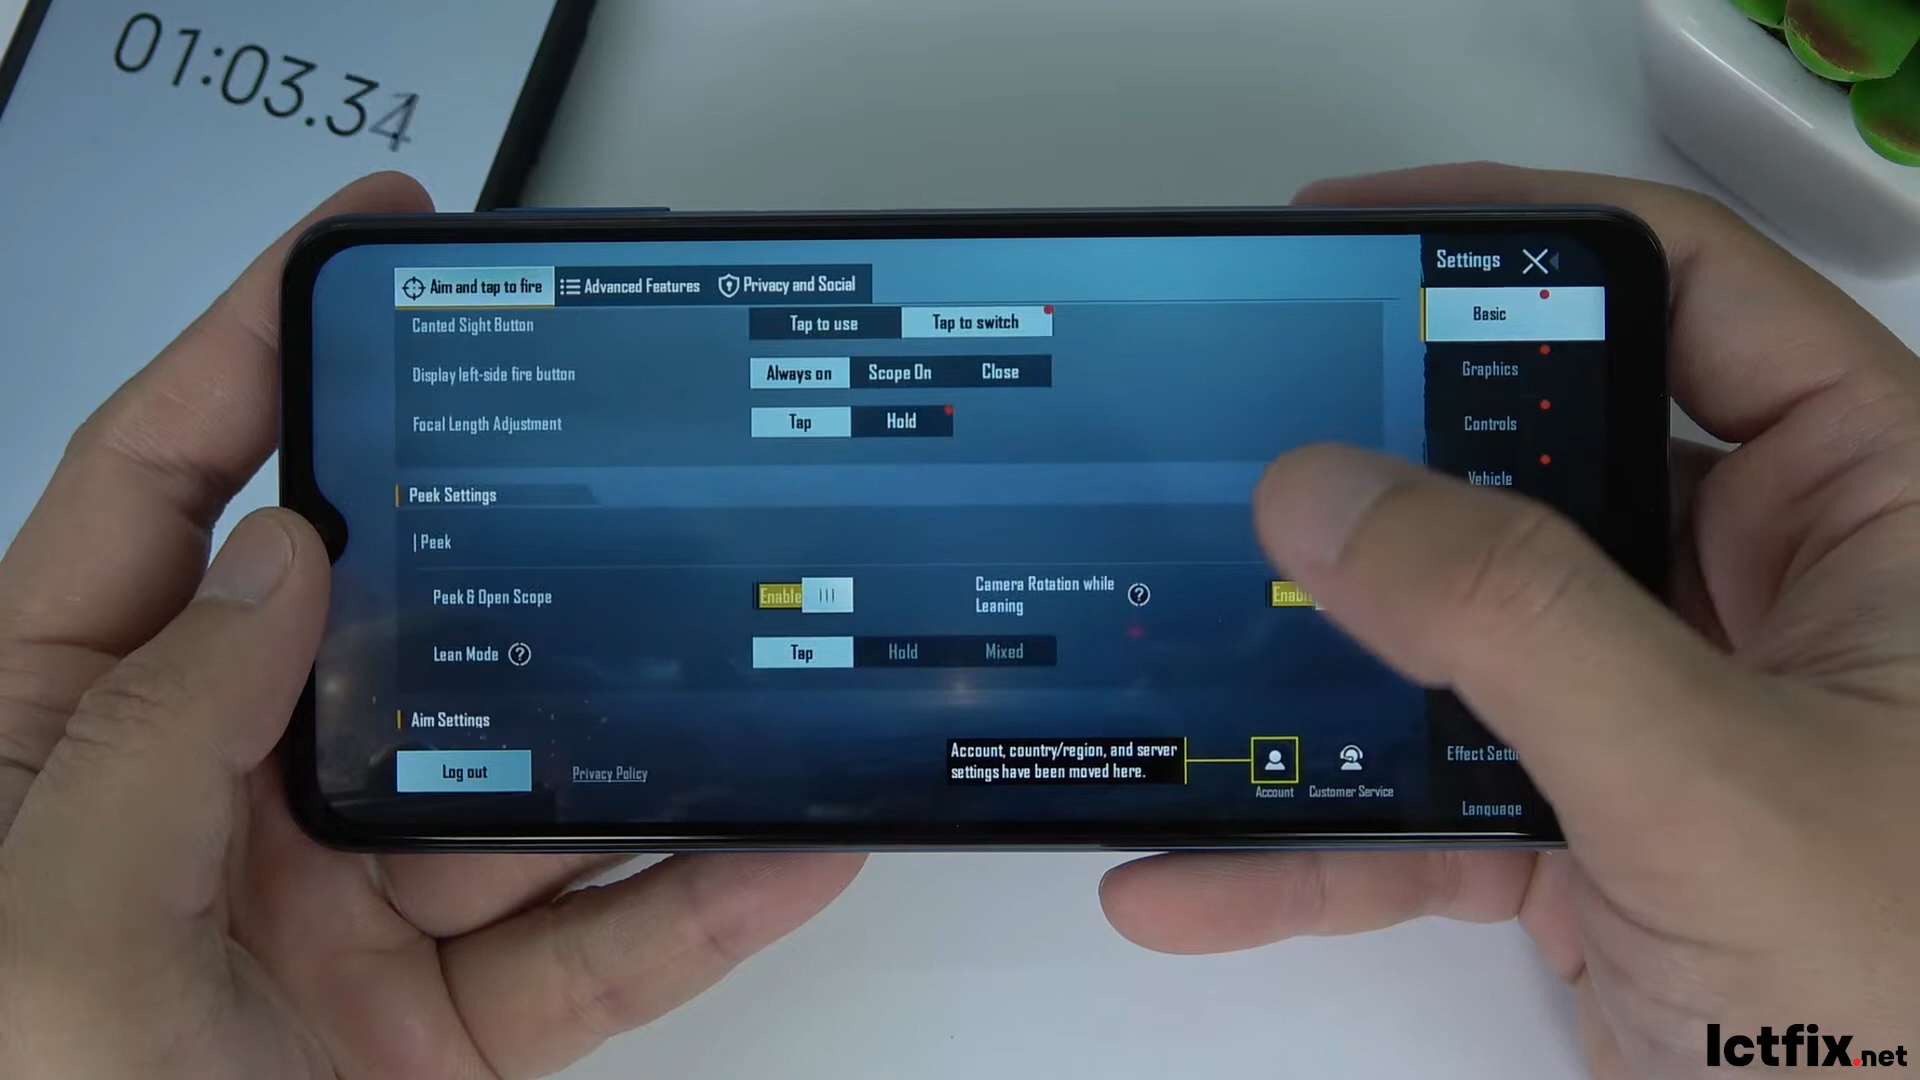 01:03.34
Settings
Aim and tap to fire
Advanced Features
Privacy and Social
Basic
Canted Sight Button
Tap to use
Tap to switch
Graphics
Display left-side fire button
Always on
Scope On
Close
Controls
Focal Length Adjustment
Tap
Hold
Vehicle
Peek Settings
Peek
Peek & Open Scope
Enable
Camera Rotation while
Leaning
Lean Mode
Tap
Hold
Mixed
Aim Settings
Log out
Privacy Policy
Account, country/region, and server
settings have been moved here.
Account
Customer Service
Effect
Language
Ictfix.net